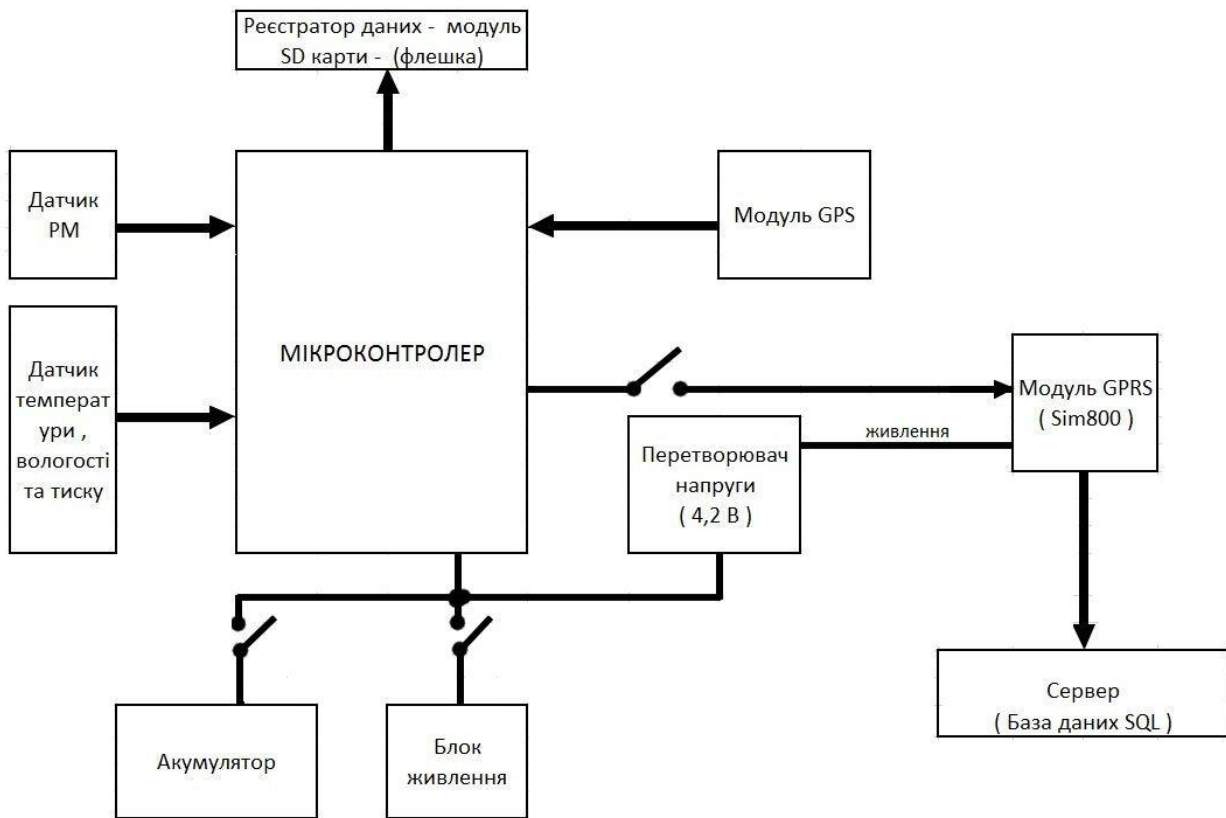 Реєстратор даних - модуль
SD карти - (флешка)
Датчик
PM
Модуль GPS
МІКРОКОНТРОЛЕР
Датчик
температ
ури ,
вологості
та тиску
Модуль GPRS
( Sim800 )
живлення
Перетворювач
напруги
( 4,2 В )
Сервер
( База даних SQL )
Акумулятор
Блок
живлення